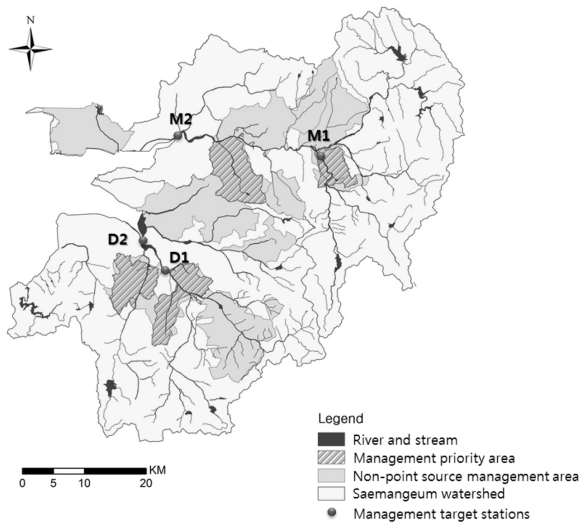 N
M2
M1
D2
D1
Legend
River and stream
Management priority area
Non-point source management area
Saemangeum watershed
Management target stations
KM
0 5 10 20